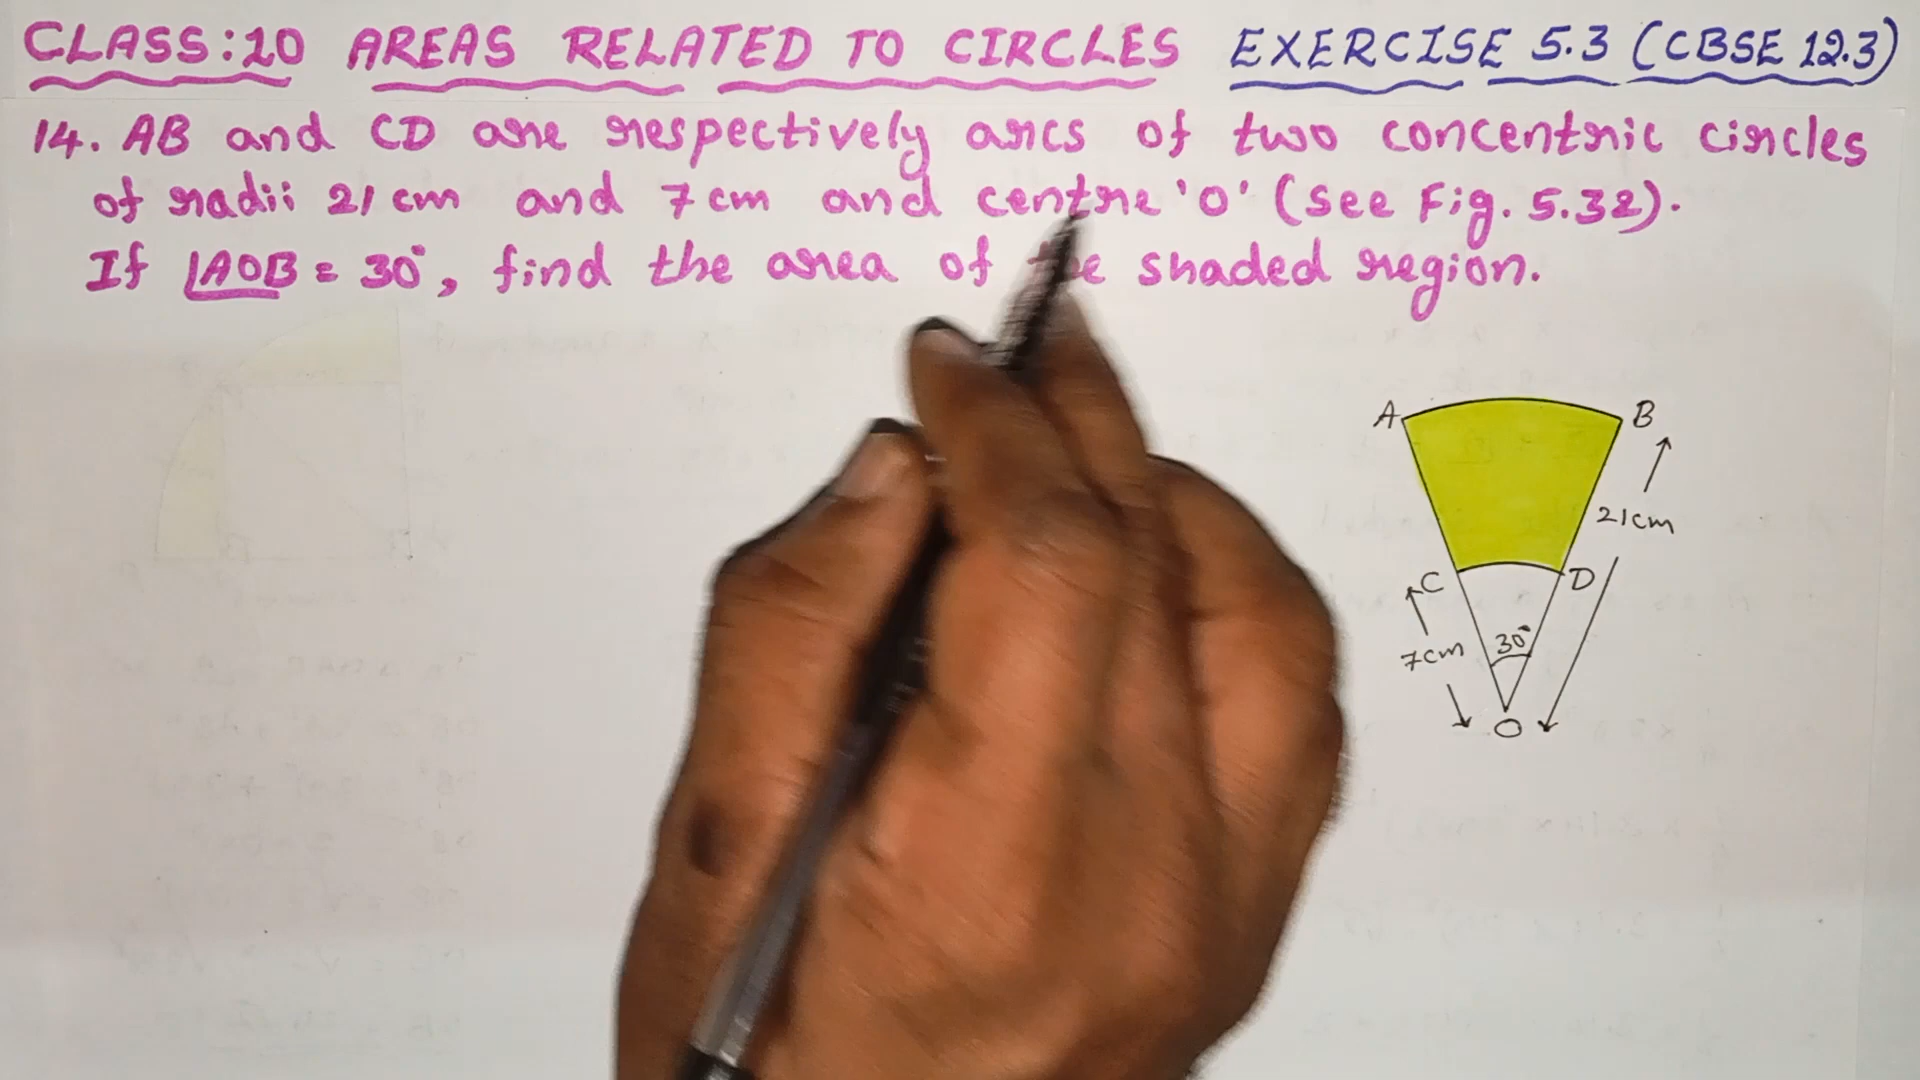 CLASS:10 AREAS RELATED TO CIRCLES EXERCISE 5.3 (CBSE 12.3)
14. AB and CD are respectively arcs of two concentric circles
of radii 21 cm and 7 cm and centre 'O' (See Fig. 5.32).
If ∠AOB = 30°, find the area of the shaded region.
A B
21cm
C D
30°
7cm
O